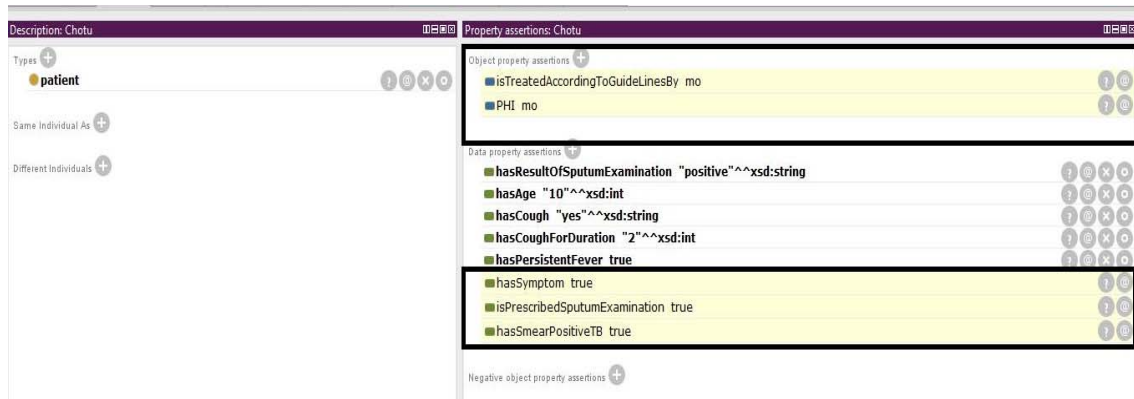 Description: Chotu
Types
patient
Same Individual As
Different Individuals
Property assertions: Chotu
Object property assertions
isTreatedAccordingToGuideLinesBy mo
PHI mo
Data property assertions
hasResultOfSputumExamination "positive"^^xsd:string
hasAge "10"^^xsd:int
hasCough "yes"^^xsd:string
hasCoughForDuration "2"^^xsd:int
hasPersistentFever true
hasSymptom true
isPrescribedSputumExamination true
hasSmearPositiveTB true
Negative object property assertions